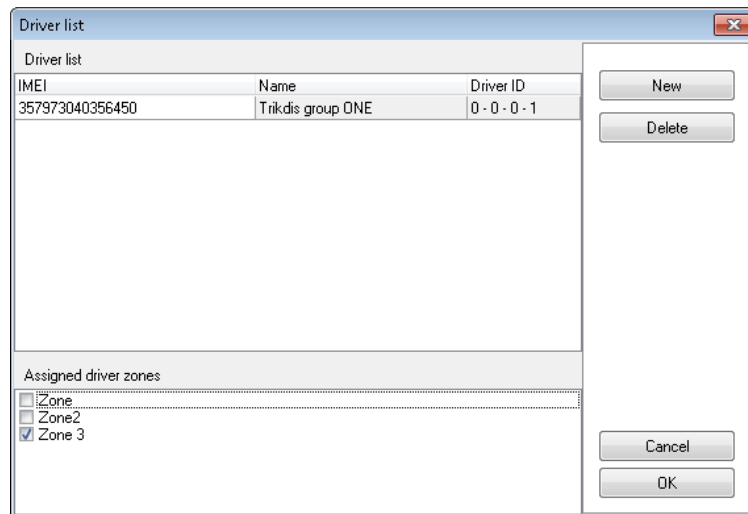 Driver list
Driver list
IMEI Name Driver ID
357973040356450 Trikdis group ONE 0 - 0 - 0 - 1
New
Delete
Assigned driver zones
Zone
Zone2
Zone 3
Cancel
OK